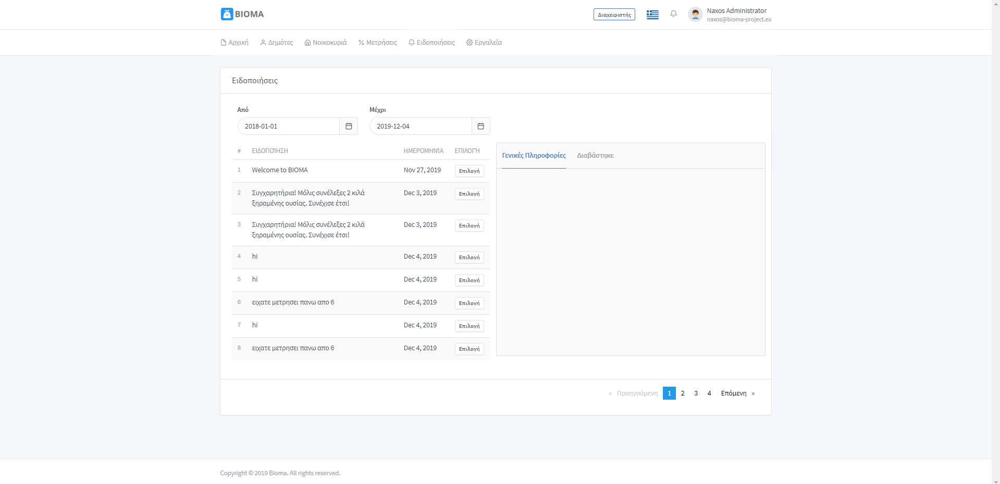 BIOMA
Διαχειριστής
Naxos Administrator
naxos@bioma-project.eu
Αρχική Δημότες Νοικοκυριά Μετρήσεις Ειδοποιήσεις Εργαλεία
Ειδοποιήσεις
Από Μέχρι
2018-01-01 2019-12-04
# ΕΙΔΟΠΟΊΗΣΗ ΗΜΕΡΟΜΗΝΊΑ ΕΠΙΛΟΓΉ
Γενικές Πληροφορίες Διαβάστηκε
1 Welcome to BIOMA Nov 27, 2019 Επιλογή
2 Συγχαρητήρια! Μόλις συνέλεξες 2 κιλά Dec 3, 2019 Επιλογή
ξηραμένης ουσίας. Συνέχισε έτσι!
3 Συγχαρητήρια! Μόλις συνέλεξες 2 κιλά Dec 3, 2019 Επιλογή
ξηραμένης ουσίας. Συνέχισε έτσι!
4 hi Dec 4, 2019 Επιλογή
5 hi Dec 4, 2019 Επιλογή
6 ειχατε μετρησει πανω απο 6 Dec 4, 2019 Επιλογή
7 hi Dec 4, 2019 Επιλογή
8 ειχατε μετρησει πανω απο 6 Dec 4, 2019 Επιλογή
« Προηγούμενη 1 2 3 4 Επόμενη »
Copyright © 2019 Bioma. All rights reserved.